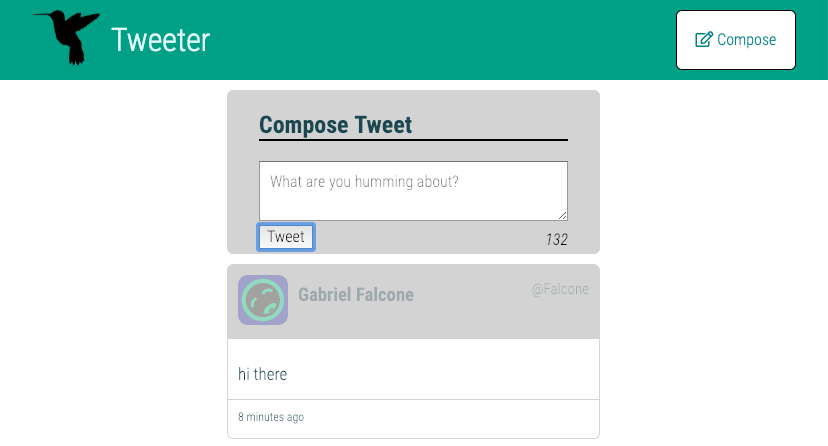 Tweeter
Compose
Compose Tweet
What are you humming about?
Tweet
132
Gabriel Falcone
@Falcone
hi there
8 minutes ago